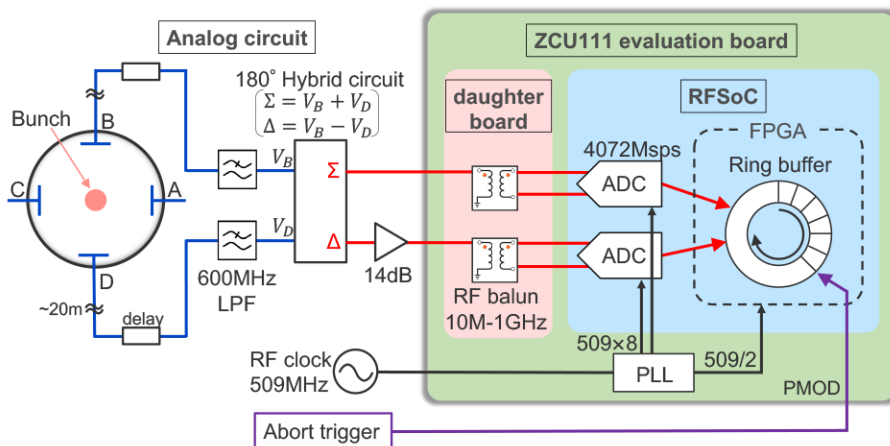 Analog circuit
ZCU111 evaluation board
180° Hybrid circuit
Σ = V_B + V_D
Δ = V_B − V_D
daughter
board
RFSoC
FPGA
Ring buffer
4072Msps
ADC
ADC
Bunch
B
C
A
D
V_B
V_D
Σ
Δ
600MHz
LPF
14dB
RF balun
10M-1GHz
~20m
delay
RF clock
509MHz
509×8
509/2
PLL
PMOD
Abort trigger